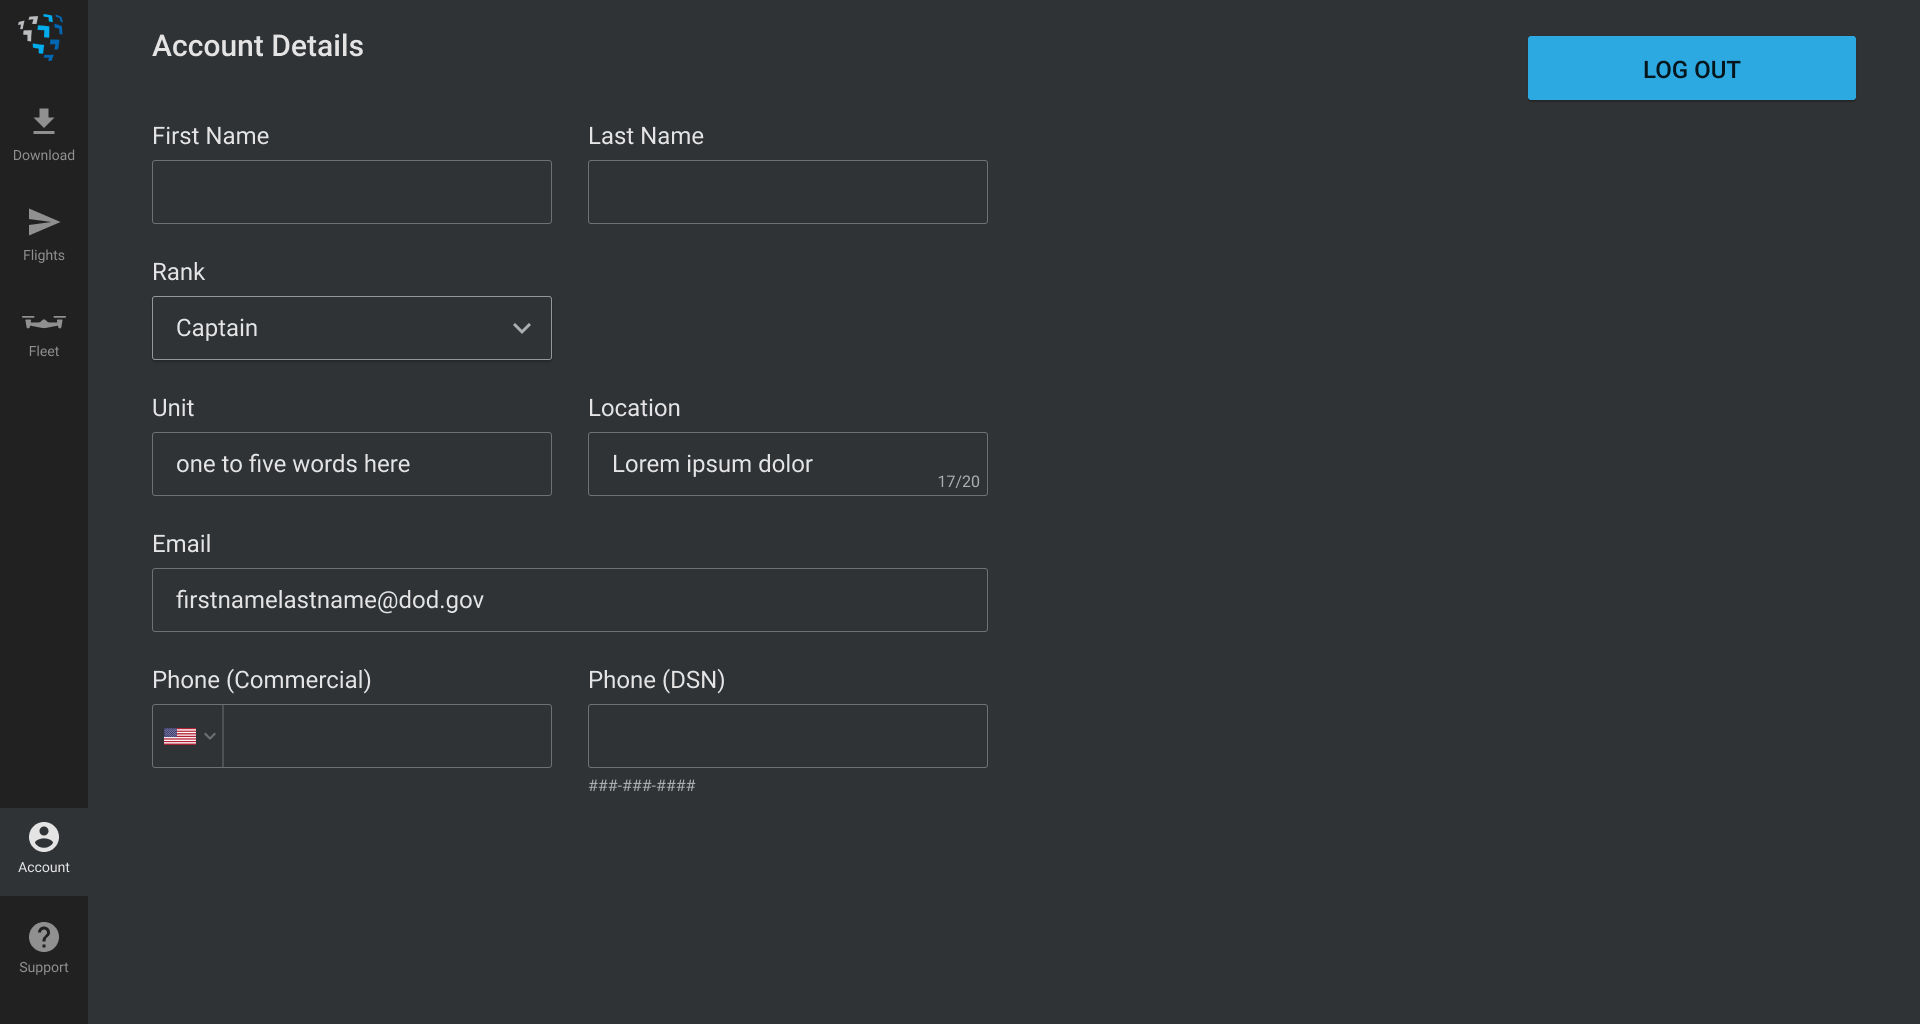 Account Details
LOG OUT
Download
Flights
Fleet
First Name
Last Name
Rank
Captain
Unit
Location
one to five words here
Lorem ipsum dolor
17/20
Email
firstnamelastname@dod.gov
Phone (Commercial)
Phone (DSN)
###-###-####
Account
Support